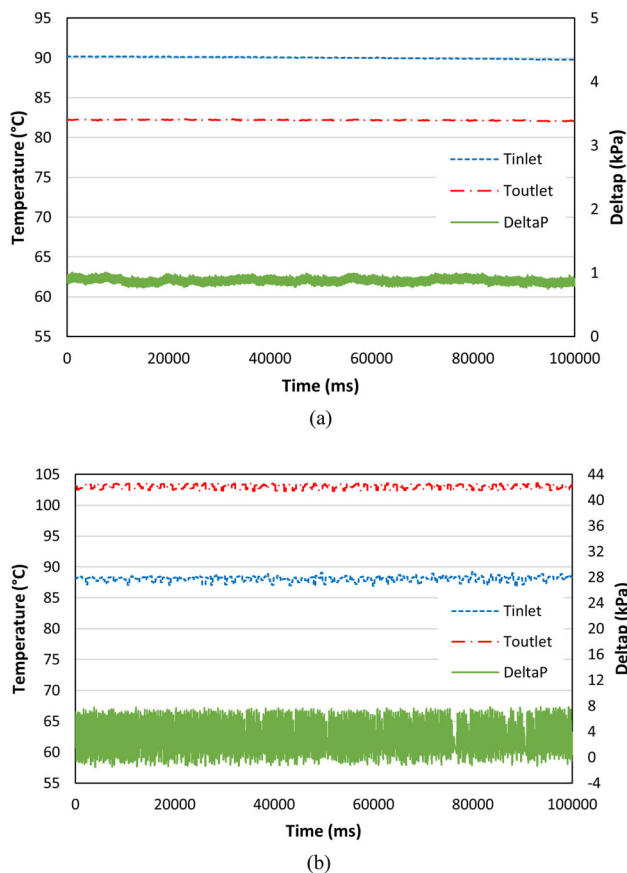 95
90
85
80
75
70
65
60
55
Temperature (°C)
5
4
3
2
1
0
Deltap (kPa)
Tinlet
Toutlet
DeltaP
0 20000 40000 60000 80000 100000
Time (ms)
(a)
105
100
95
90
85
80
75
70
65
60
55
Temperature (°C)
44
40
36
32
28
24
20
16
12
8
4
0
-4
Deltap (kPa)
Tinlet
Toutlet
DeltaP
0 20000 40000 60000 80000 100000
Time (ms)
(b)